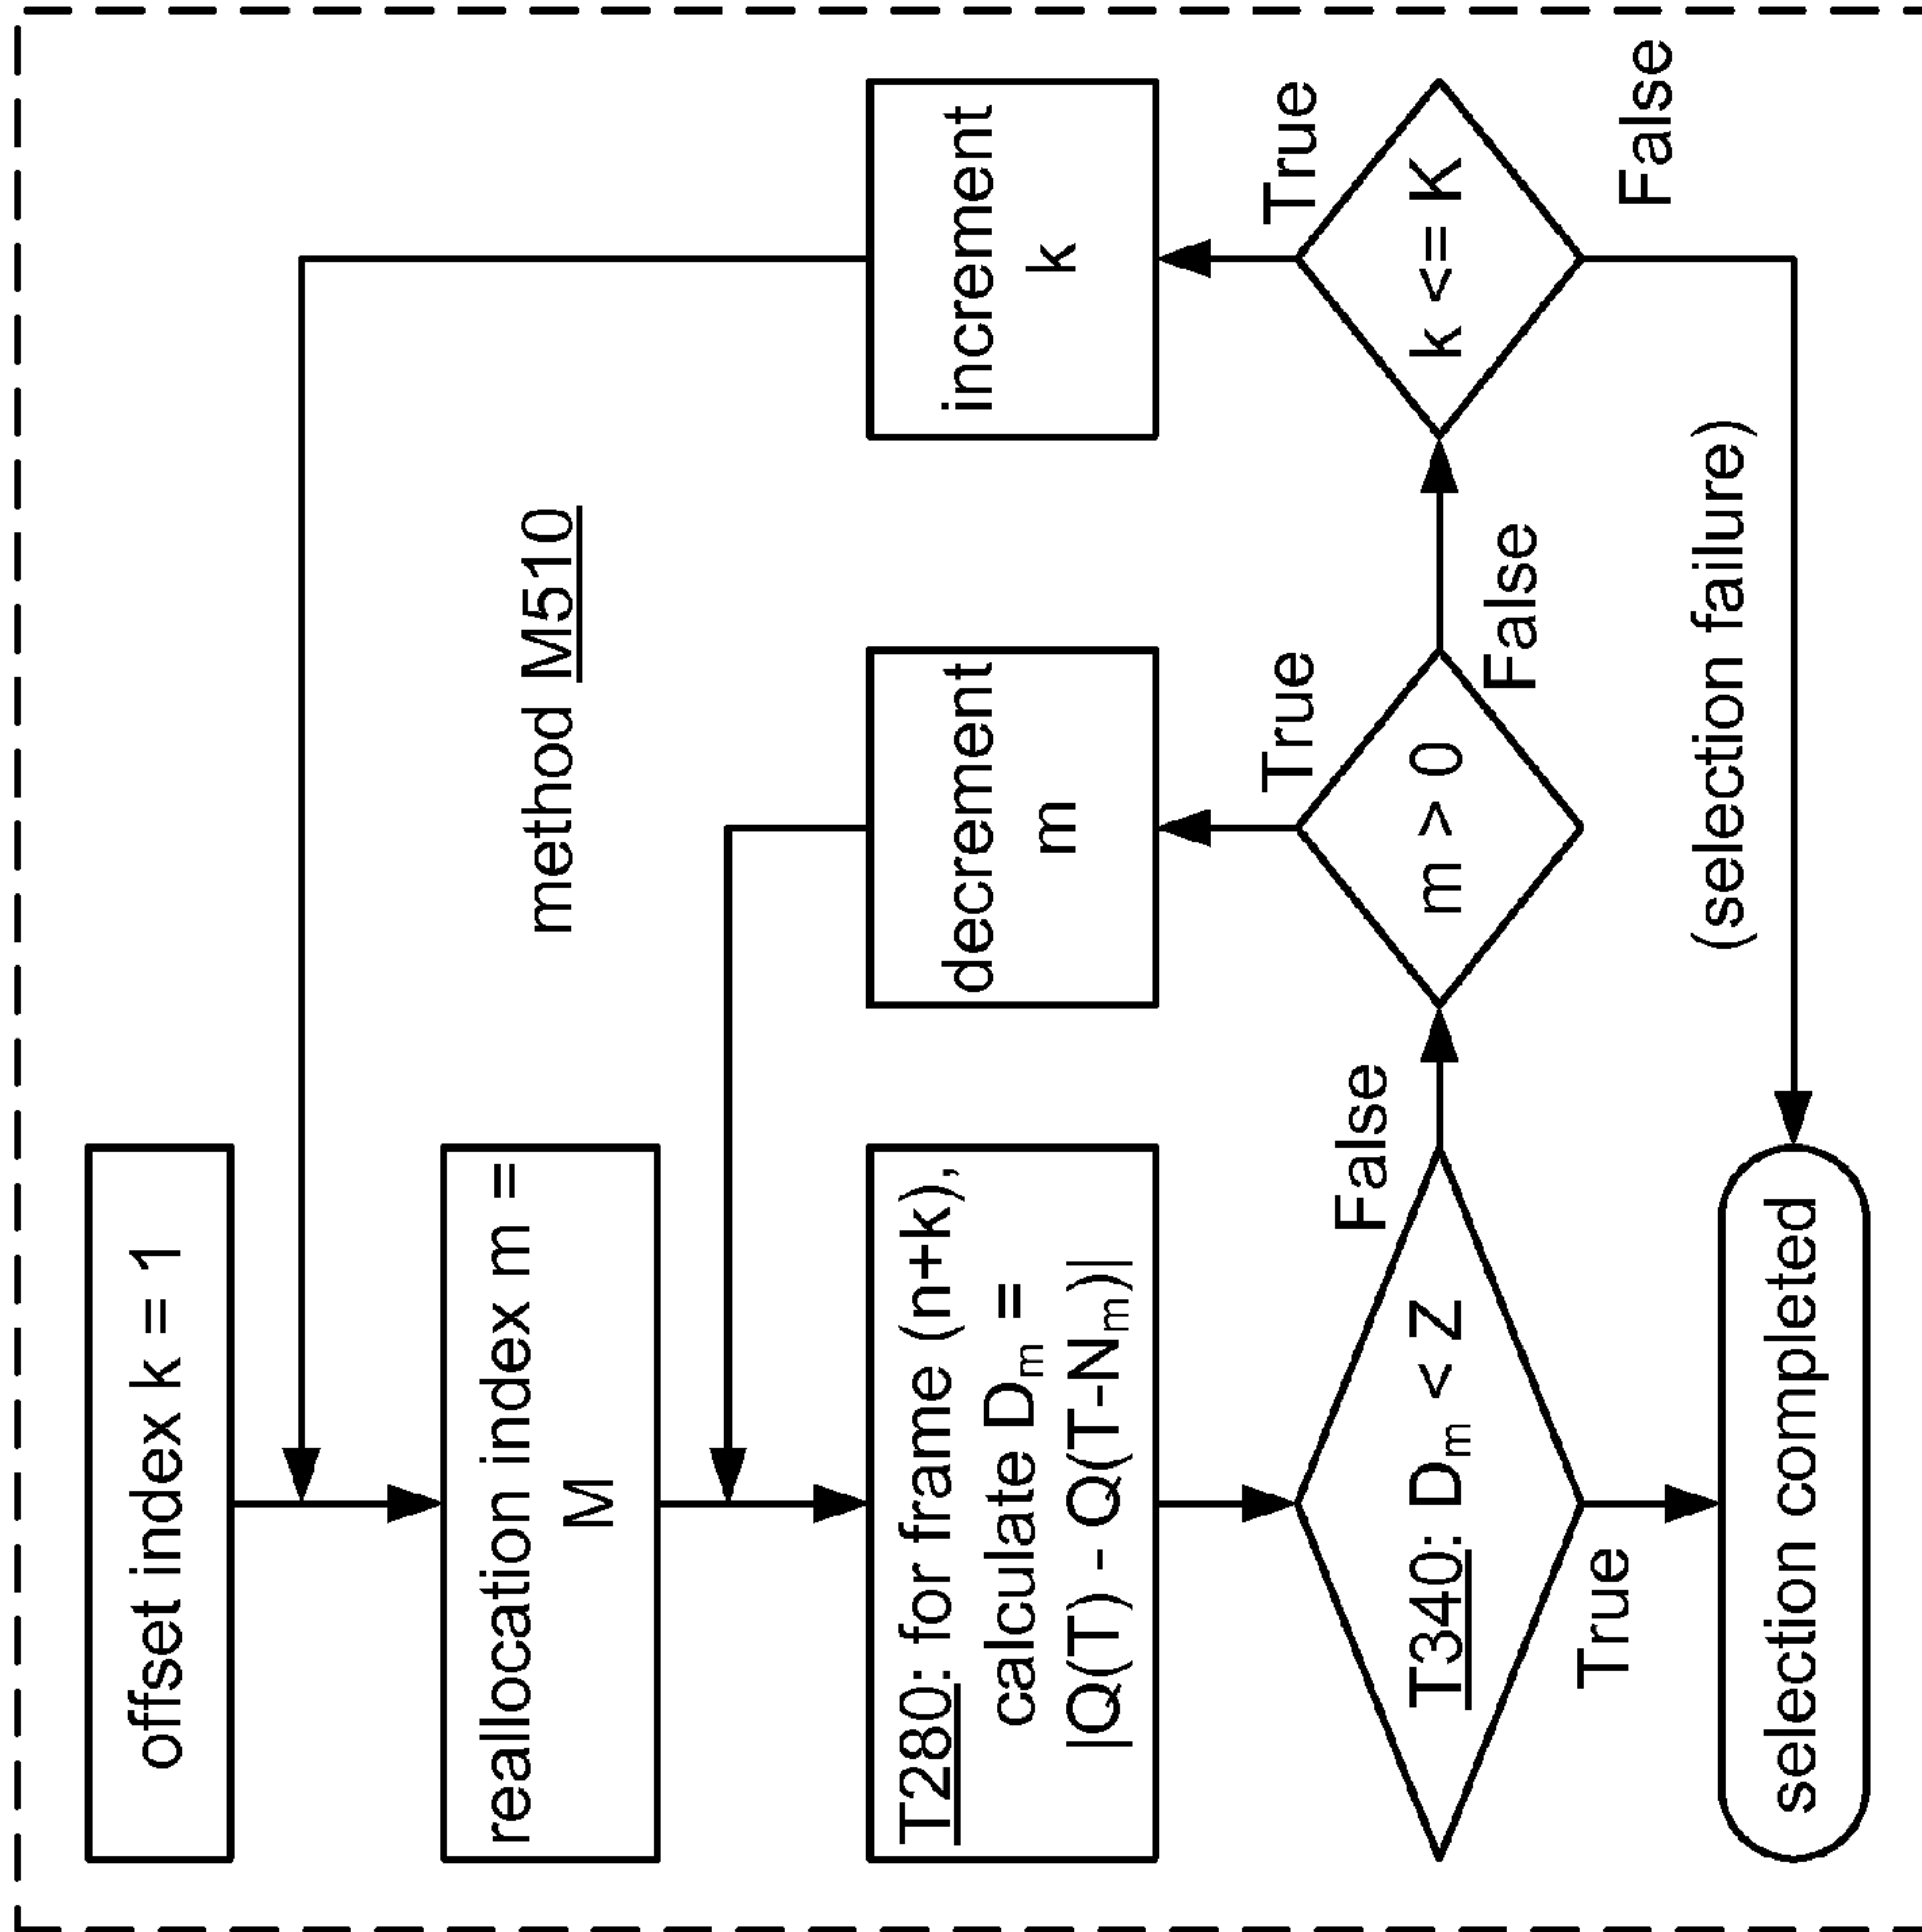 offset index k = 1
reallocation index m =
M
T280: for frame (n+k),
calculate Dₘ =
|Q(T) - Q(T-Nₘ)|
T340: Dₘ < Z
True
False
selection completed
method M510
decrement
m
True
m > 0
False
increment
k
True
k <= K
False
(selection failure)